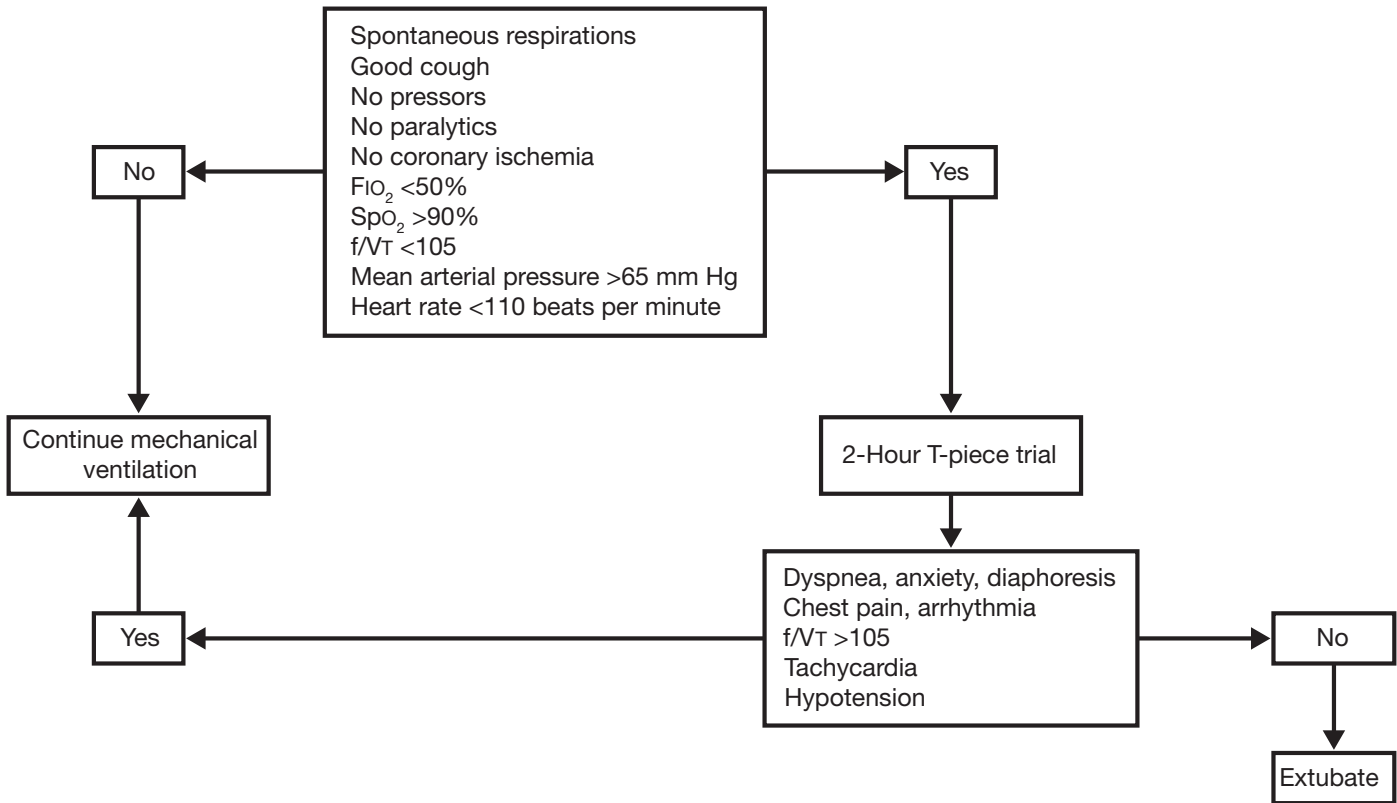 Spontaneous respirations
Good cough
No pressors
No paralytics
No coronary ischemia
FIO₂ <50%
SpO₂ >90%
f/VT <105
Mean arterial pressure >65 mm Hg
Heart rate <110 beats per minute
No
Yes
Continue mechanical
ventilation
2-Hour T-piece trial
Dyspnea, anxiety, diaphoresis
Chest pain, arrhythmia
f/VT >105
Tachycardia
Hypotension
Yes
No
Extubate